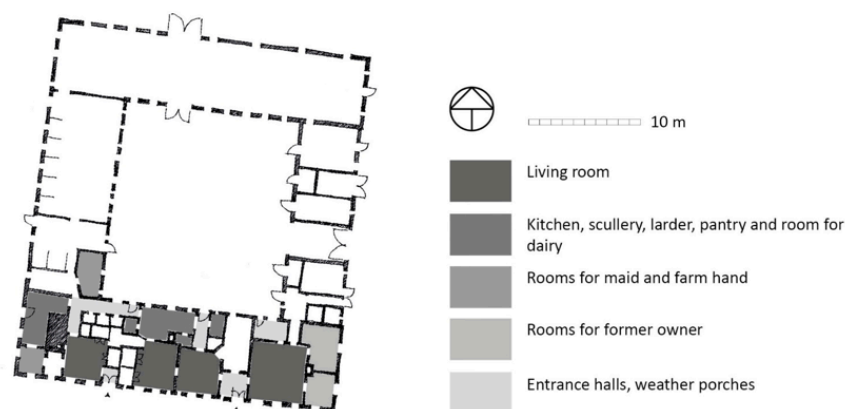 10 m
Living room
Kitchen, scullery, larder, pantry and room for
dairy
Rooms for maid and farm hand
Rooms for former owner
Entrance halls, weather porches